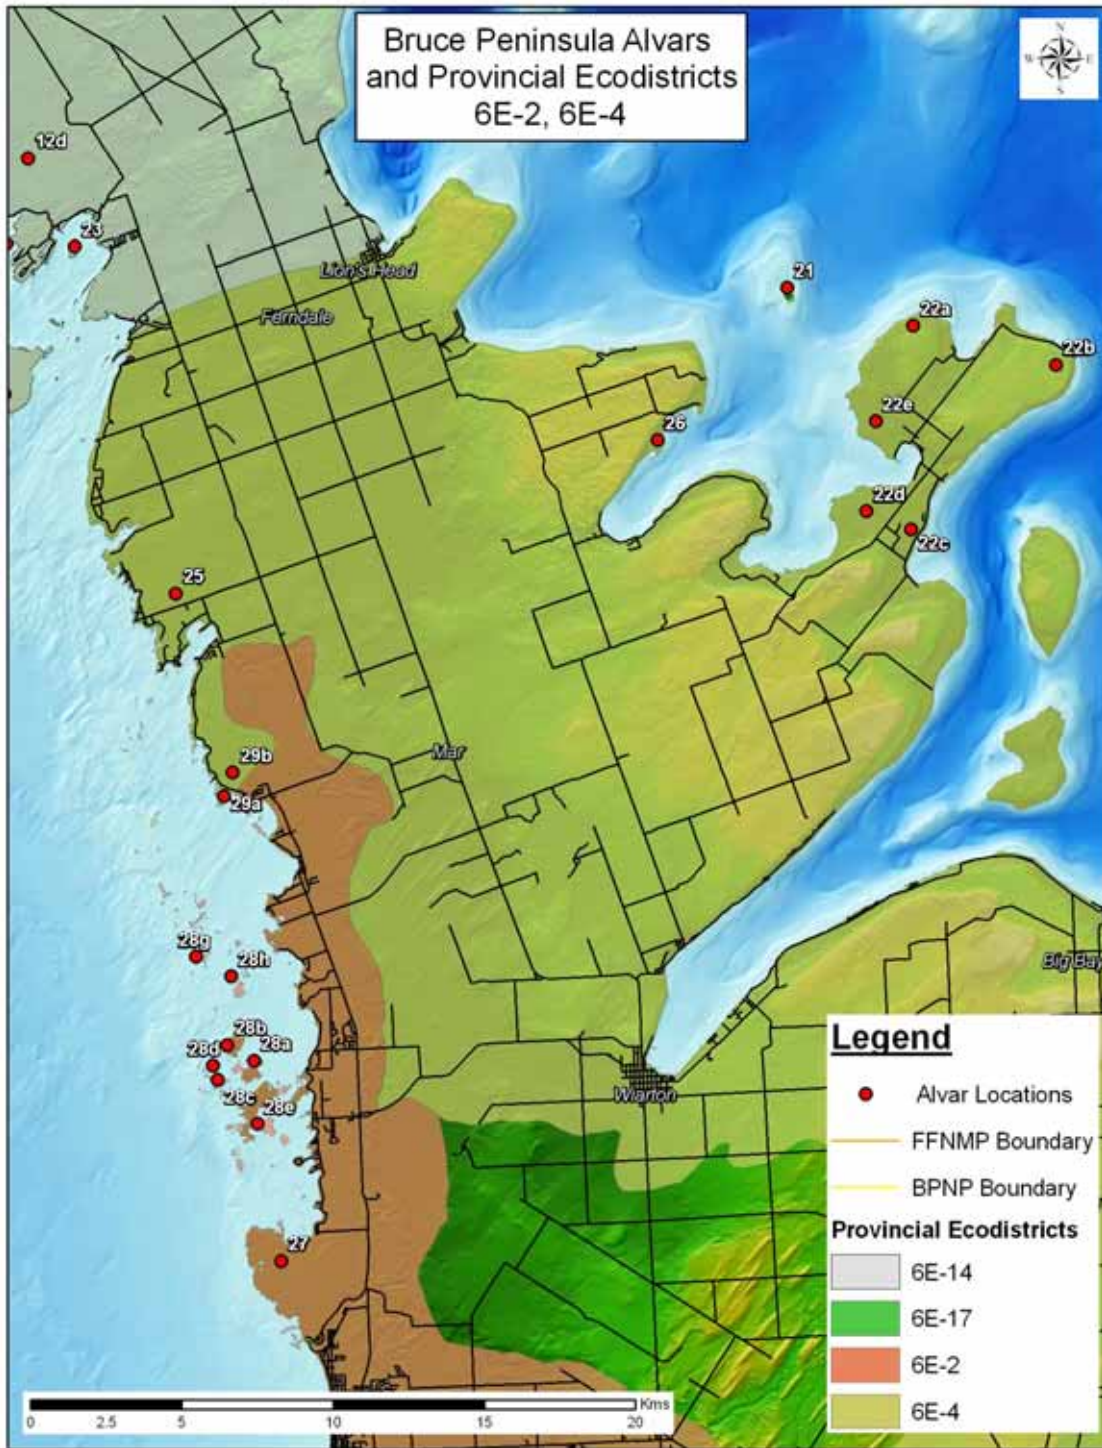 Bruce Peninsula Alvars
and Provincial Ecodistricts
6E-2, 6E-4
N
W E
S
12d
23
Lion's Head
21
Ferndale
22a
22b
22e
26
22d
22c
25
29b
Mar
29a
28g
28h
Big Bay
28b
28a
28d
28c
Wiarton
28e
27
Legend
Alvar Locations
FFNMP Boundary
BPNP Boundary
Provincial Ecodistricts
6E-14
6E-17
6E-2
6E-4
Kms
0 2.5 5 10 15 20